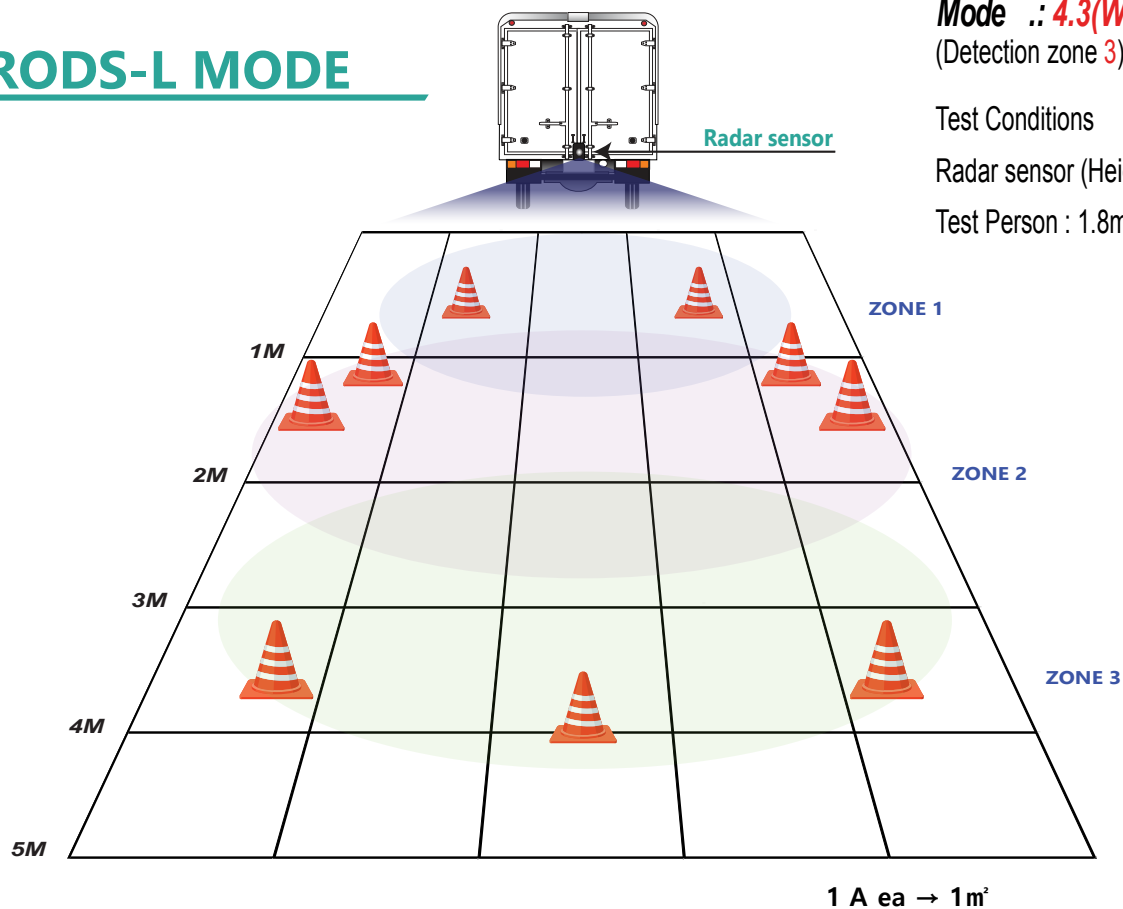 RODS-L MODE
Mode .: 4.3(W
(Detection zone 3)
Test Conditions
Radar sensor (Hei
Test Person : 1.8m
Radar sensor
ZONE 1
1M
2M
ZONE 2
3M
ZONE 3
4M
5M
1 A ea → 1㎡